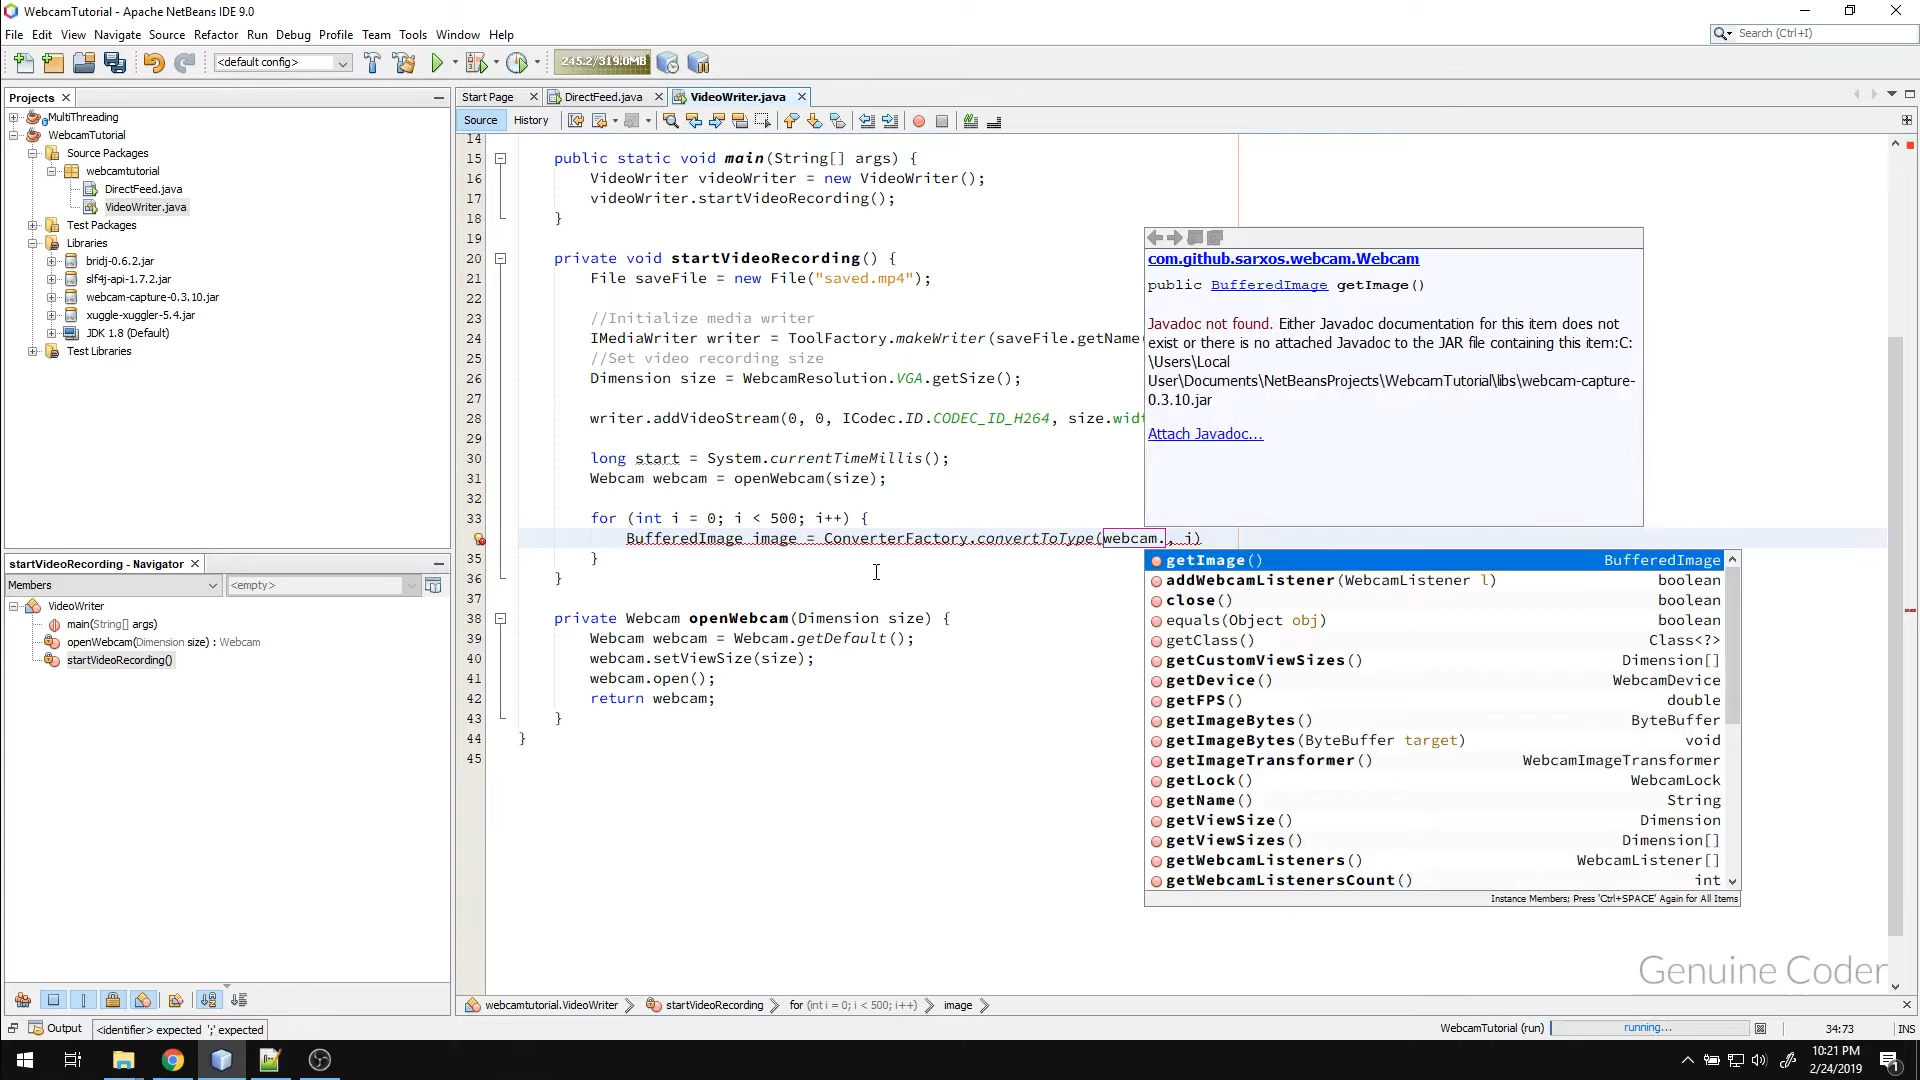 WebcamTutorial - Apache NetBeans IDE 9.0
File Edit View Navigate Source Refactor Run Debug Profile Team Tools Window Help
Search (Ctrl+I)
<default config>
245.2/319.0MB
Projects
Start Page
DirectFeed.java
VideoWriter.java
Source History
MultiThreading
WebcamTutorial
Source Packages
webcamtutorial
DirectFeed.java
VideoWriter.java
Test Packages
Libraries
bridj-0.6.2.jar
slf4j-api-1.7.2.jar
webcam-capture-0.3.10.jar
xuggle-xuggler-5.4.jar
JDK 1.8 (Default)
Test Libraries
startVideoRecording - Navigator
Members
<empty>
VideoWriter
main(String[] args)
openWebcam(Dimension size) : Webcam
startVideoRecording()
14
15 public static void main(String[] args) {
16 VideoWriter videoWriter = new VideoWriter();
17 videoWriter.startVideoRecording();
18 }
19
20 private void startVideoRecording() {
21 File saveFile = new File("saved.mp4");
22
23 //Initialize media writer
24 IMediaWriter writer = ToolFactory.makeWriter(saveFile.getName(
25 //Set video recording size
26 Dimension size = WebcamResolution.VGA.getSize();
27
28 writer.addVideoStream(0, 0, ICodec.ID.CODEC_ID_H264, size.widt
29
30 long start = System.currentTimeMillis();
31 Webcam webcam = openWebcam(size);
32
33 for (int i = 0; i < 500; i++) {
BufferedImage image = ConverterFactory.convertToType(webcam., i)
35 }
36 }
37
38 private Webcam openWebcam(Dimension size) {
39 Webcam webcam = Webcam.getDefault();
40 webcam.setViewSize(size);
41 webcam.open();
42 return webcam;
43 }
44 }
45
com.github.sarxos.webcam.Webcam
public BufferedImage getImage()
Javadoc not found. Either Javadoc documentation for this item does not
exist or there is no attached Javadoc to the JAR file containing this item:C:
\Users\Local
User\Documents\NetBeansProjects\WebcamTutorial\libs\webcam-capture-
0.3.10.jar
Attach Javadoc...
getImage() BufferedImage
addWebcamListener(WebcamListener l) boolean
close() boolean
equals(Object obj) boolean
getClass() Class<?>
getCustomViewSizes() Dimension[]
getDevice() WebcamDevice
getFPS() double
getImageBytes() ByteBuffer
getImageBytes(ByteBuffer target) void
getImageTransformer() WebcamImageTransformer
getLock() WebcamLock
getName() String
getViewSize() Dimension
getViewSizes() Dimension[]
getWebcamListeners() WebcamListener[]
getWebcamListenersCount() int
Instance Members; Press 'Ctrl+SPACE' Again for All Items
Genuine Coder
webcamtutorial.VideoWriter
startVideoRecording
for (int i = 0; i < 500; i++)
image
Output
<identifier> expected ';' expected
WebcamTutorial (run)
running...
34:73
INS
10:21 PM
2/24/2019
1